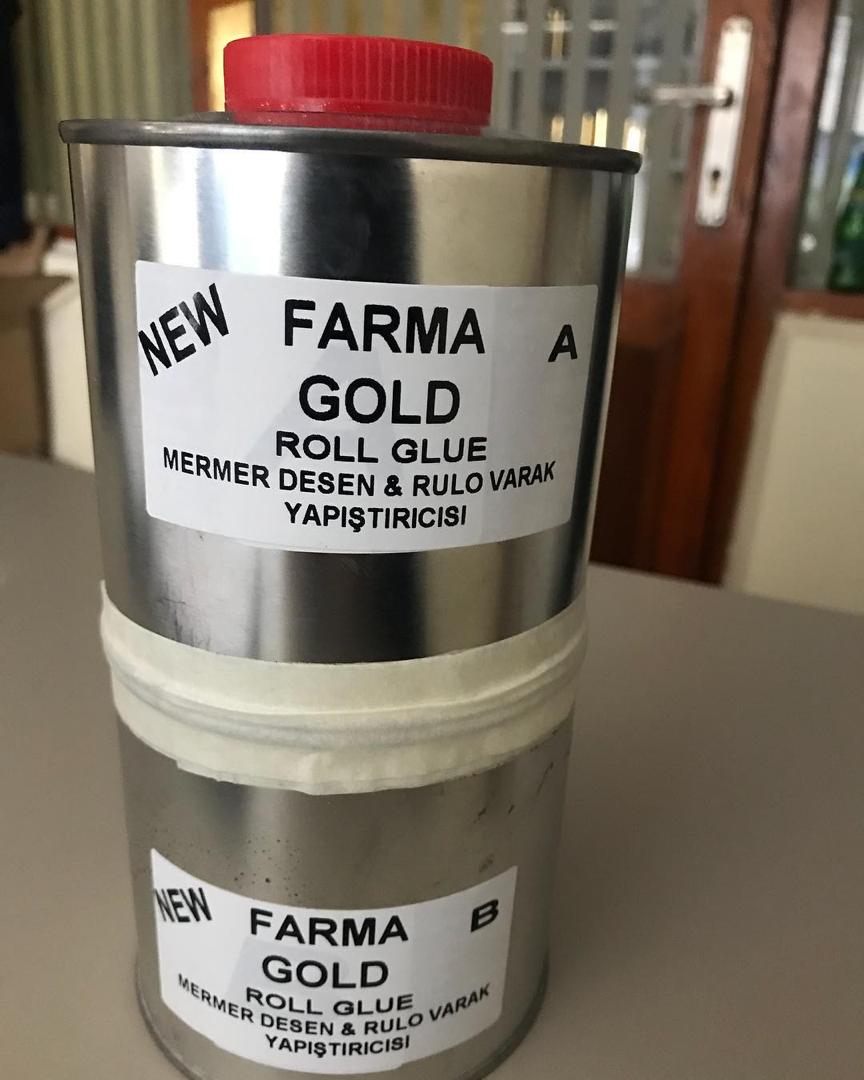 NEW
FARMA
A
GOLD
ROLL GLUE
MERMER DESEN & RULO VARAK
YAPIŞTIRICISI
NEW
FARMA
B
GOLD
ROLL GLUE
MERMER DESEN & RULO VARAK
YAPIŞTIRICISI